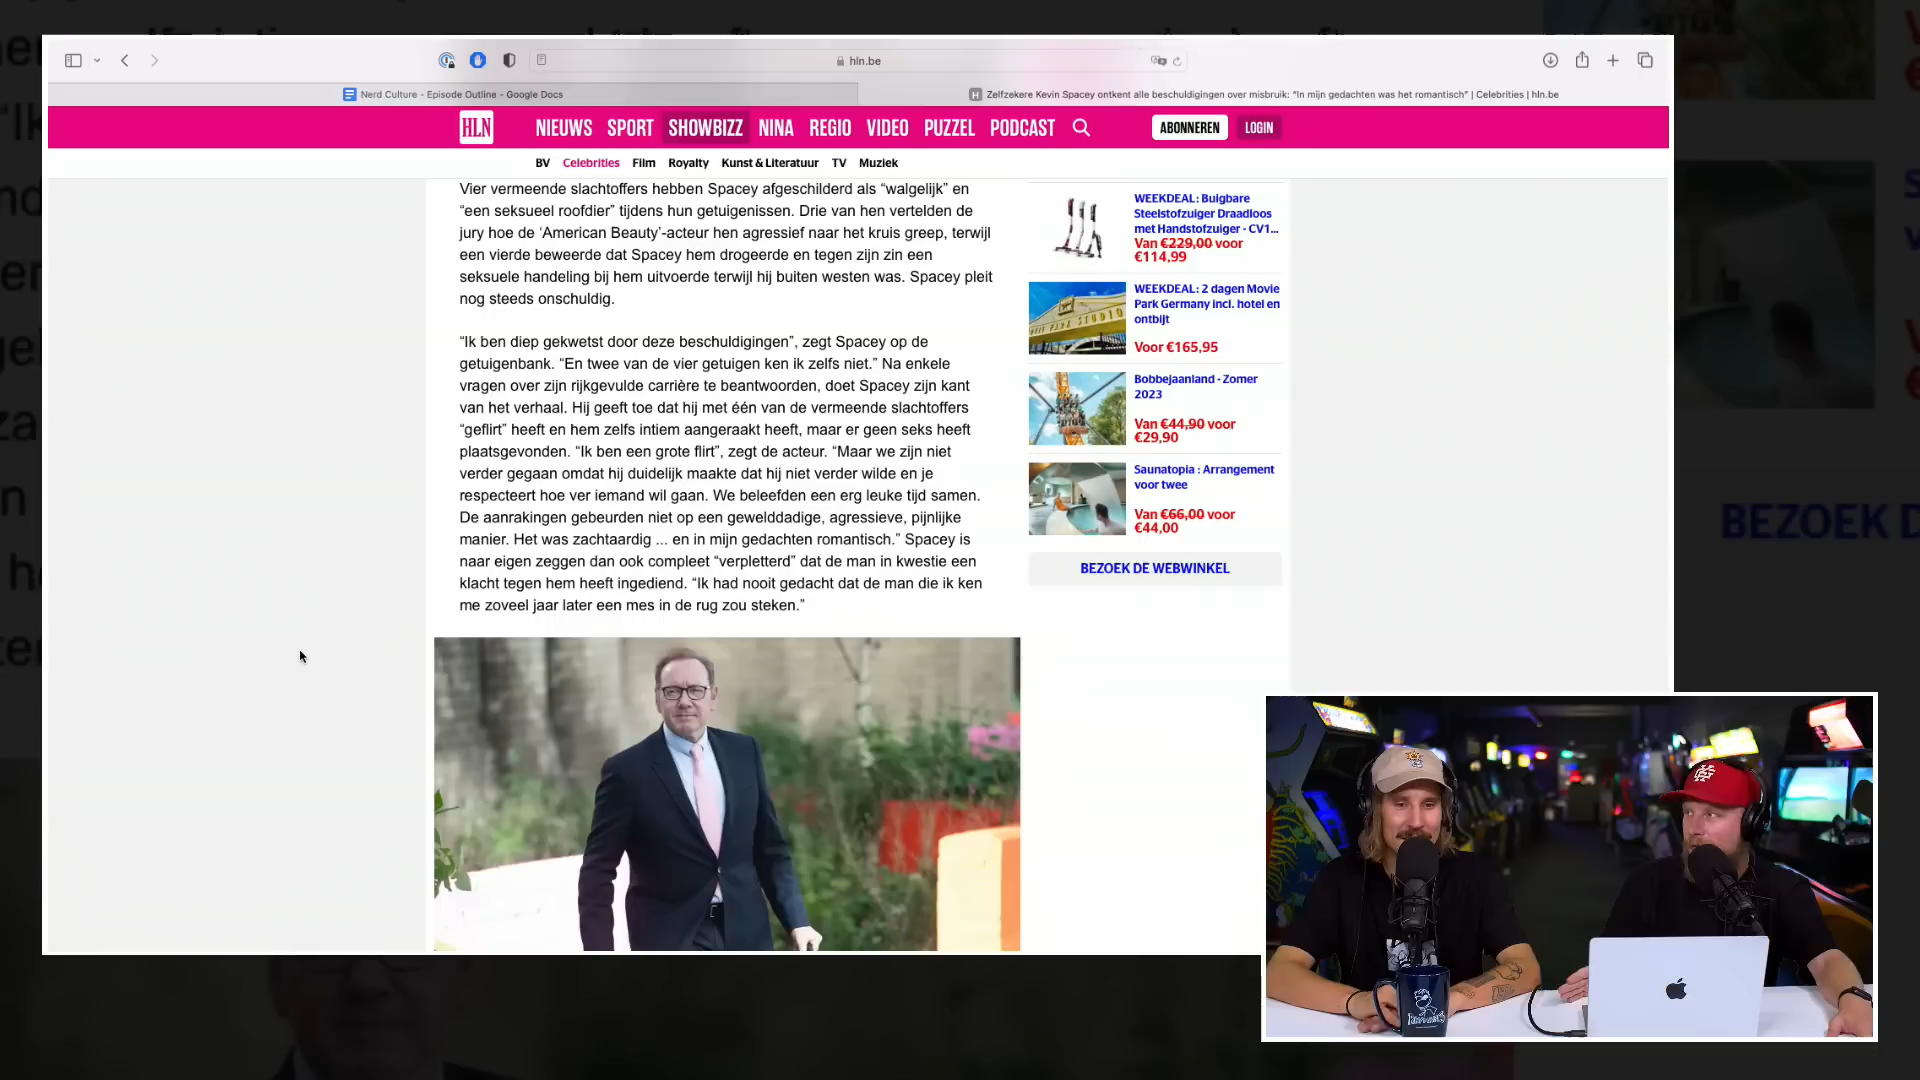 hln.be
Nerd Culture - Episode Outline - Google Docs
H Zelfzekere Kevin Spacey ontkent alle beschuldigingen over misbruik: “In mijn gedachten was het romantisch” | Celebrities | hln.be
HLN NIEUWS SPORT SHOWBIZZ NINA REGIO VIDEO PUZZEL PODCAST ABONNEREN LOGIN
BV Celebrities Film Royalty Kunst & Literatuur TV Muziek
Vier vermeende slachtoffers hebben Spacey afgeschilderd als “walgelijk” en
“een seksueel roofdier” tijdens hun getuigenissen. Drie van hen vertelden de
jury hoe de ‘American Beauty’-acteur hen agressief naar het kruis greep, terwijl
een vierde beweerde dat Spacey hem drogeerde en tegen zijn zin een
seksuele handeling bij hem uitvoerde terwijl hij buiten westen was. Spacey pleit
nog steeds onschuldig.
“Ik ben diep gekwetst door deze beschuldigingen”, zegt Spacey op de
getuigenbank. “En twee van de vier getuigen ken ik zelfs niet.” Na enkele
vragen over zijn rijkgevulde carrière te beantwoorden, doet Spacey zijn kant
van het verhaal. Hij geeft toe dat hij met één van de vermeende slachtoffers
“geflirt” heeft en hem zelfs intiem aangeraakt heeft, maar er geen seks heeft
plaatsgevonden. “Ik ben een grote flirt”, zegt de acteur. “Maar we zijn niet
verder gegaan omdat hij duidelijk maakte dat hij niet verder wilde en je
respecteert hoe ver iemand wil gaan. We beleefden een erg leuke tijd samen.
De aanrakingen gebeurden niet op een gewelddadige, agressieve, pijnlijke
manier. Het was zachtaardig ... en in mijn gedachten romantisch.” Spacey is
naar eigen zeggen dan ook compleet “verpletterd” dat de man in kwestie een
klacht tegen hem heeft ingediend. “Ik had nooit gedacht dat de man die ik ken
me zoveel jaar later een mes in de rug zou steken.”
WEEKDEAL: Buigbare
Steelstofzuiger Draadloos
met Handstofzuiger - CV1...
Van €229,00 voor
€114,99
WEEKDEAL: 2 dagen Movie
Park Germany incl. hotel en
ontbijt
Voor €165,95
Bobbejaanland - Zomer
2023
Van €44,90 voor
€29,90
Saunatopia : Arrangement
voor twee
Van €66,00 voor
€44,00
BEZOEK DE WEBWINKEL
BEZOEK D